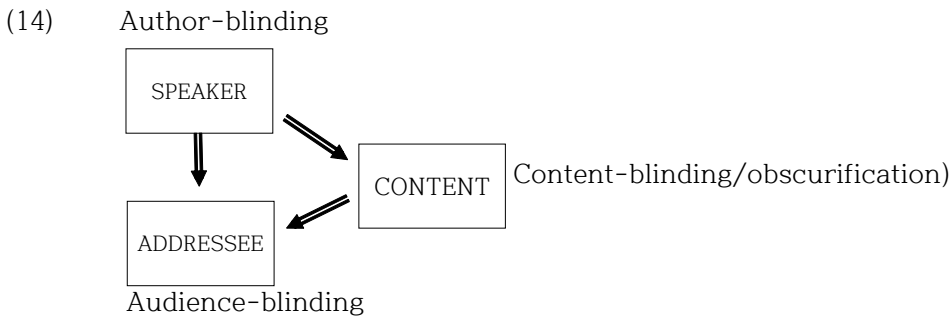 (14) Author-blinding
SPEAKER
CONTENT
Content-blinding/obscurification)
ADDRESSEE
Audience-blinding